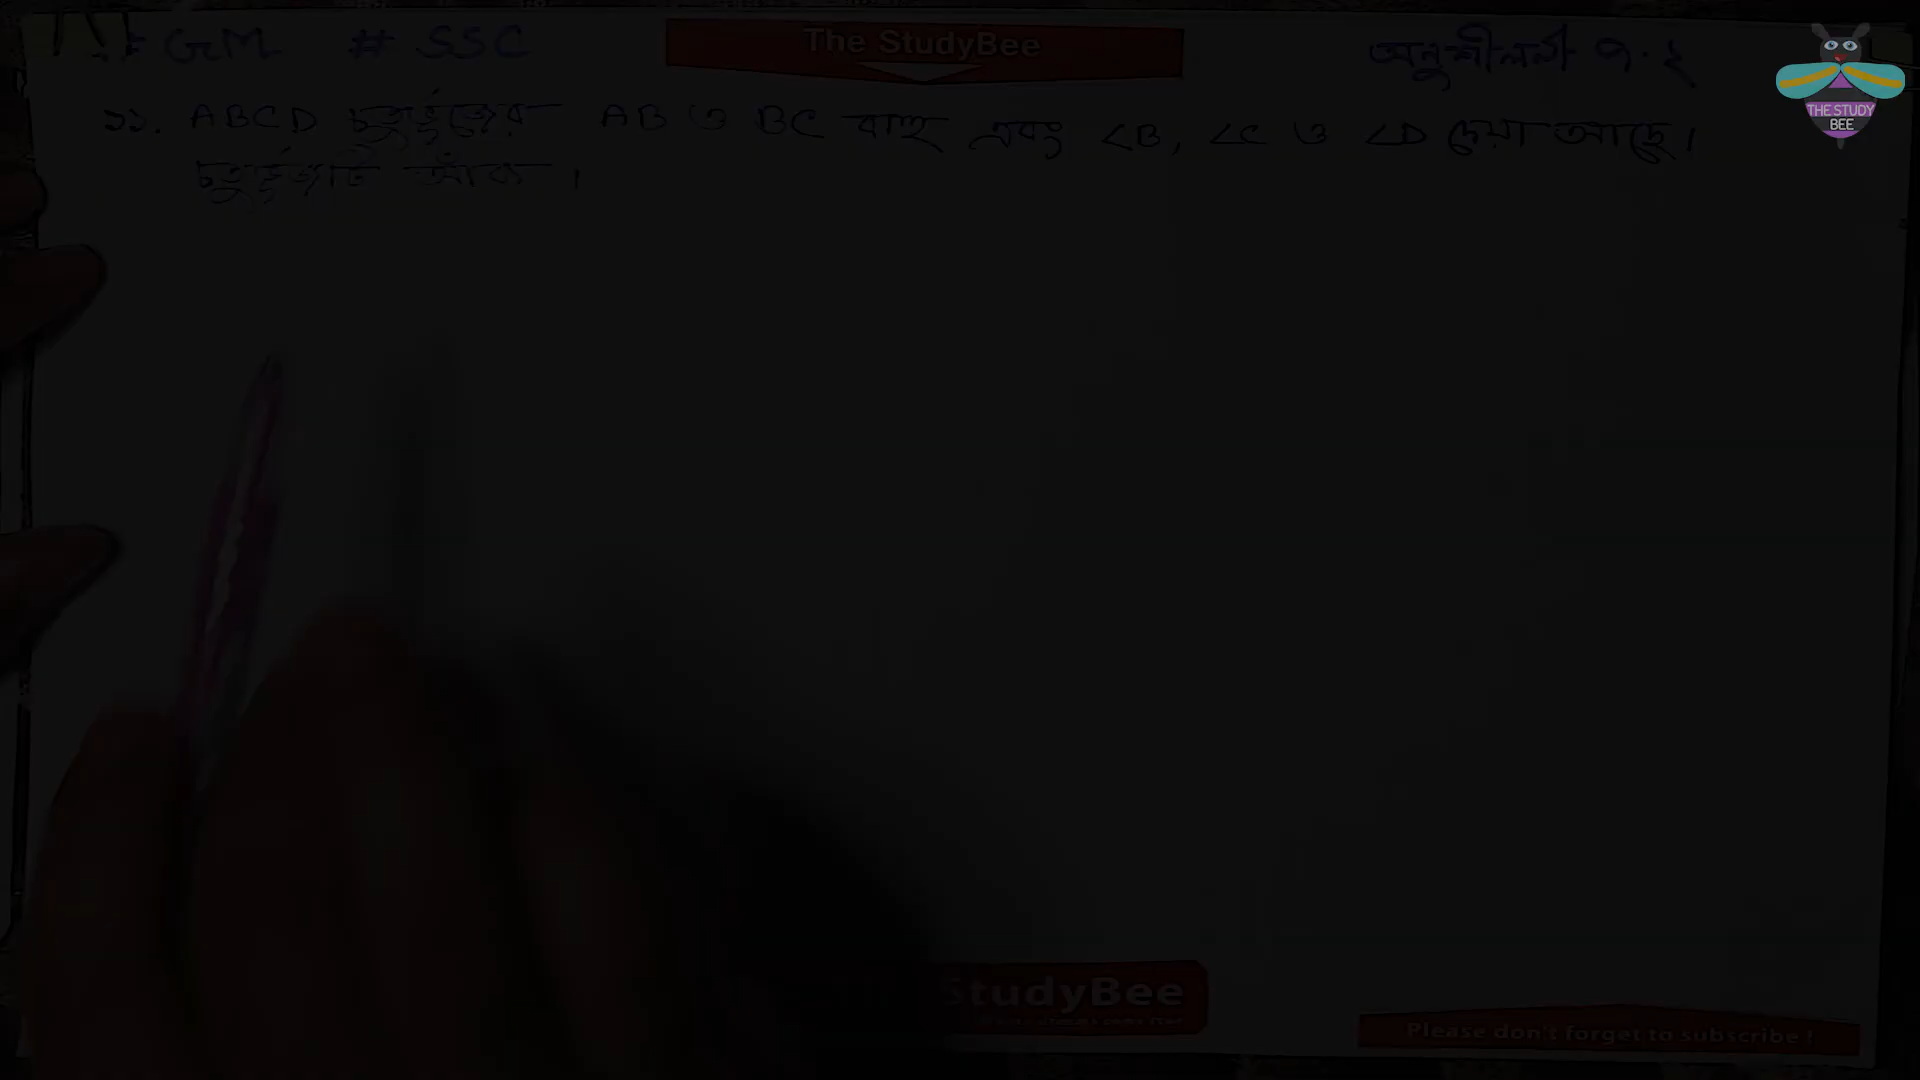 # GM # SSC
The StudyBee
অনুশীলনী ৭.২
THE STUDY
BEE
১১. ABCD চতুর্ভুজের AB ও BC বাহু এবং ∠B, ∠C ও ∠D দেয়া আছে।
চতুর্ভুজটি আঁক।
StudyBee
Please don't forget to subscribe !